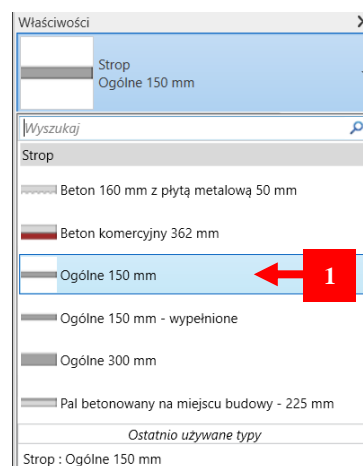 Właściwości
Strop
Ogólne 150 mm
Wyszukaj
Strop
Beton 160 mm z płytą metalową 50 mm
Beton komercyjny 362 mm
Ogólne 150 mm
1
Ogólne 150 mm - wypełnione
Ogólne 300 mm
Pal betonowany na miejscu budowy - 225 mm
Ostatnio używane typy
Strop : Ogólne 150 mm